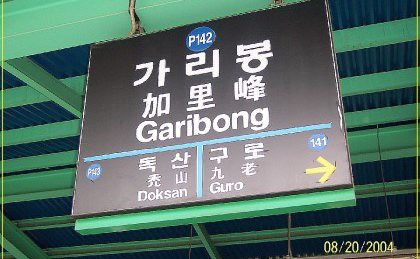 P142
가리봉
加里峰
Garibong
P143 독산 구로 141
禿山 九老
Doksan Guro
08/20/2004